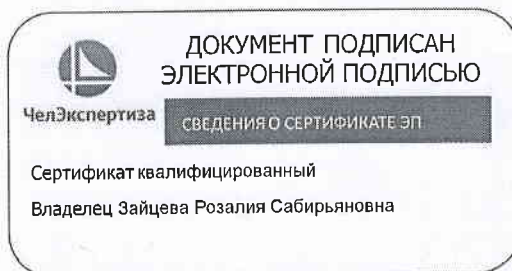 ДОКУМЕНТ ПОДПИСАН
ЭЛЕКТРОННОЙ ПОДПИСЬЮ
ЧелЭкспертиза
СВЕДЕНИЯ О СЕРТИФИКАТЕ ЭП
Сертификат квалифицированный
Владелец Зайцева Розалия Сабирьяновна